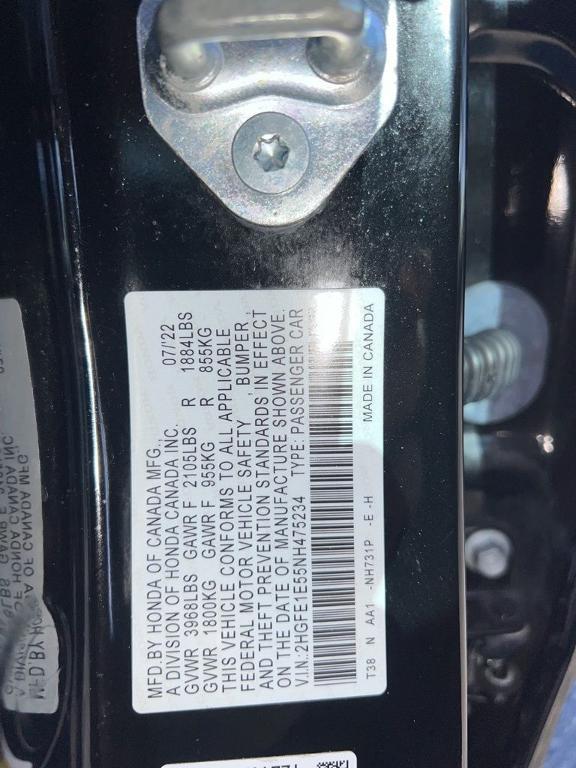 MFD.BY HONDA OF CANADA MFG.,
A DIVISION OF HONDA CANADA INC. 07/'22
GVWR 3968LBS GAWR F 2105LBS R 1884LBS
GVWR 1800KG GAWR F 955KG R 855KG
THIS VEHICLE CONFORMS TO ALL APPLICABLE
FEDERAL MOTOR VEHICLE SAFETY , BUMPER ,
AND THEFT PREVENTION STANDARDS IN EFFECT
ON THE DATE OF MANUFACTURE SHOWN ABOVE.
V.I.N.:2HGFE1E55NH475234 TYPE: PASSENGER CAR
T38 N AA1 -NH731P -E -H MADE IN CANADA